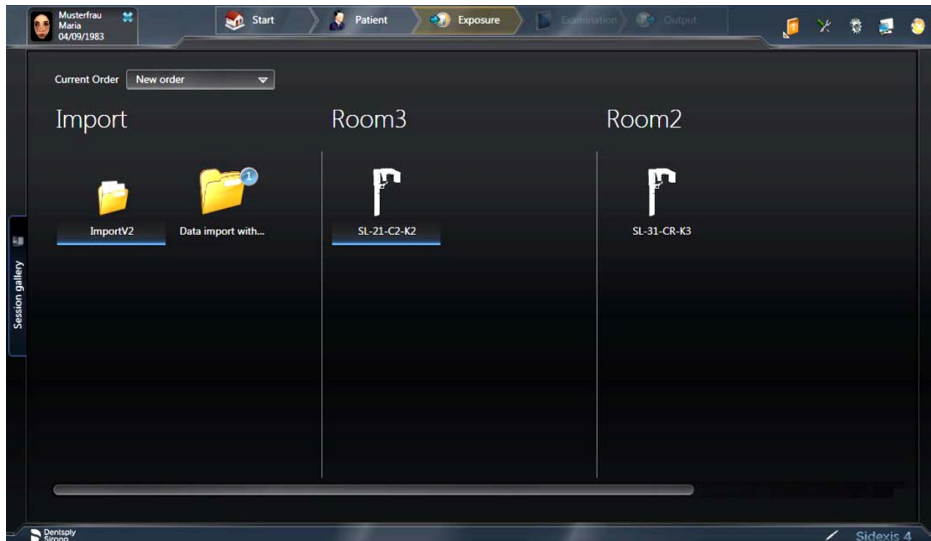 Musterfrau
Maria
04/09/1983
Start
Patient
Exposure
Examination
Output
Current Order
New order
Import
Room3
Room2
1
ImportV2
Data import with...
SL-21-C2-K2
SL-31-CR-K3
Session gallery
Dentsply
Sirona
Sidexis 4